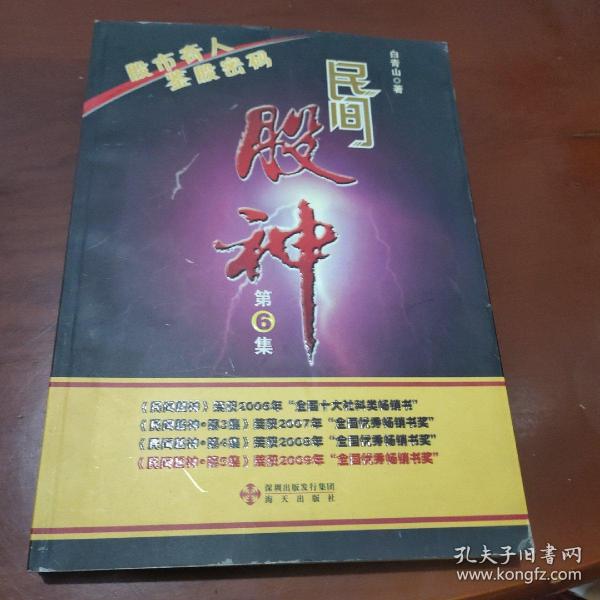 股市奇人
鉴股密码
白青山◎著
民间
股神
第6集
《民间股神》荣获2006年“全国十大社科类畅销书”
《民间股神·第3集》荣获2007年“全国优秀畅销书奖”
《民间股神·第4集》荣获2008年“全国优秀畅销书奖”
《民间股神·第5集》荣获2009年“全国优秀畅销书奖”
深圳出版发行集团
海天出版社
孔夫子旧书网
www.kongfz.com